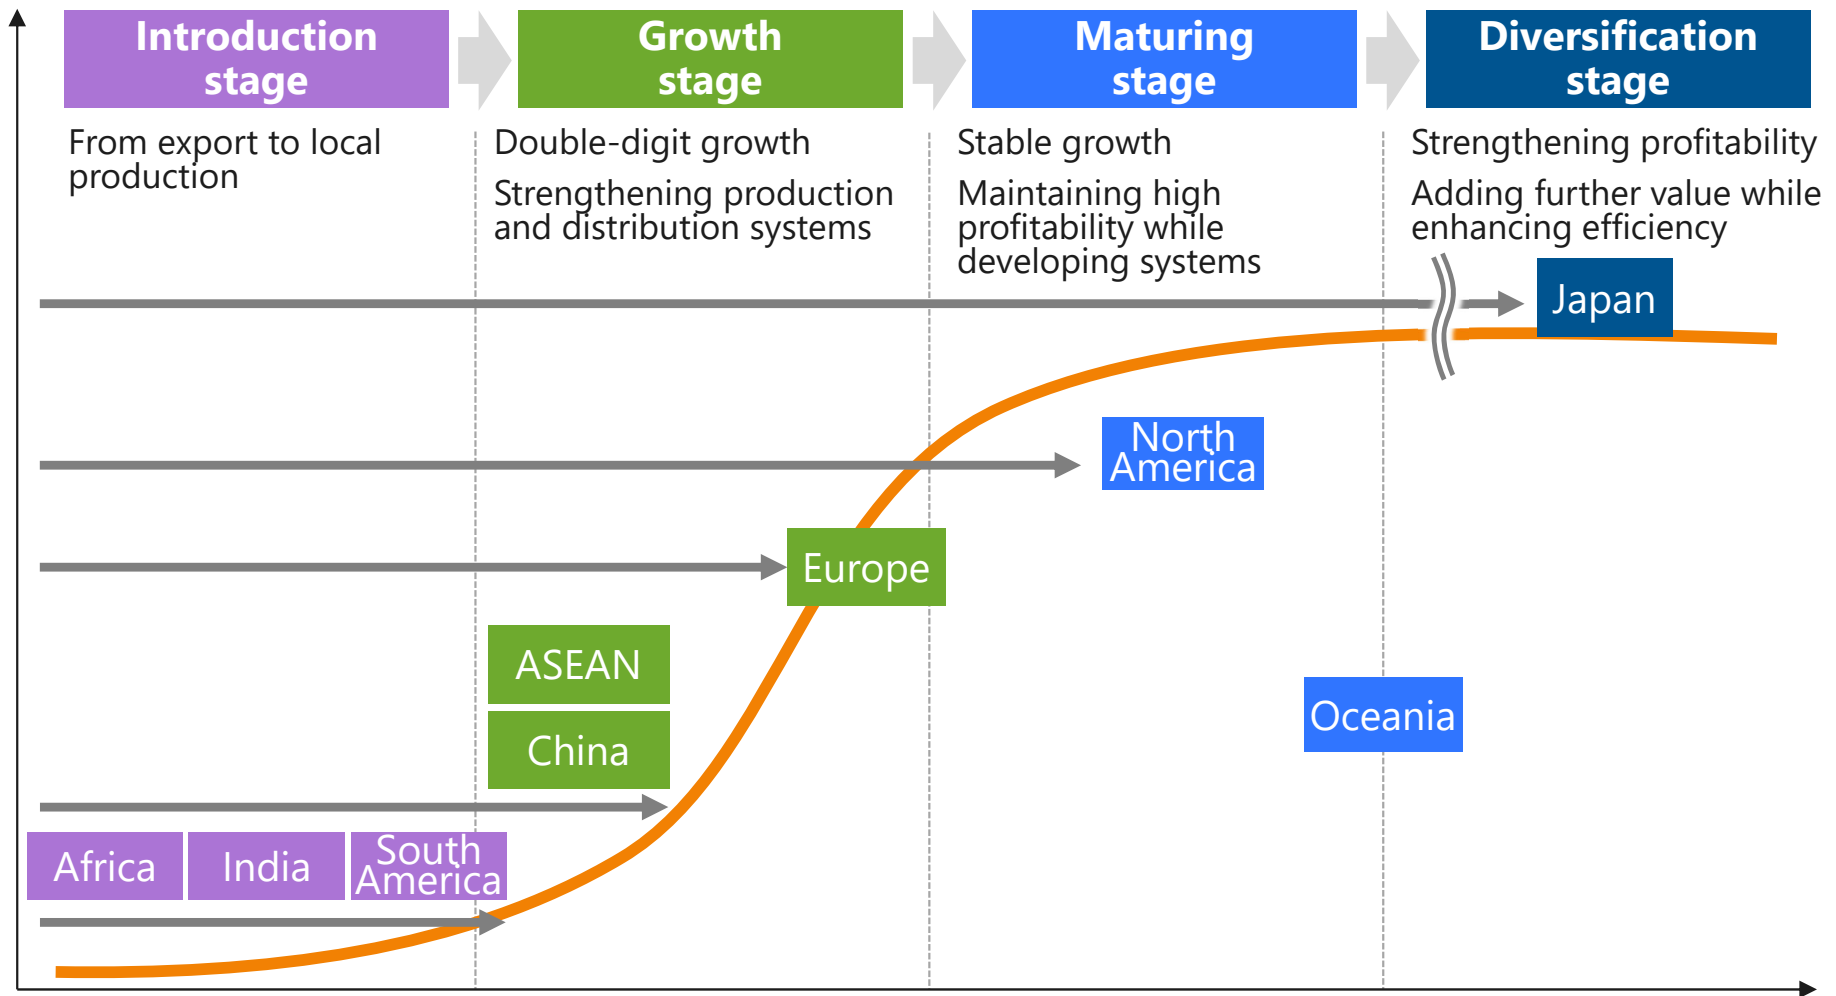 Introduction
stage
Growth
stage
Maturing
stage
Diversification
stage
From export to local
production
Double-digit growth
Strengthening production
and distribution systems
Stable growth
Maintaining high
profitability while
developing systems
Strengthening profitability
Adding further value while
enhancing efficiency
Japan
North
America
Europe
ASEAN
China
Oceania
Africa
India
South
America